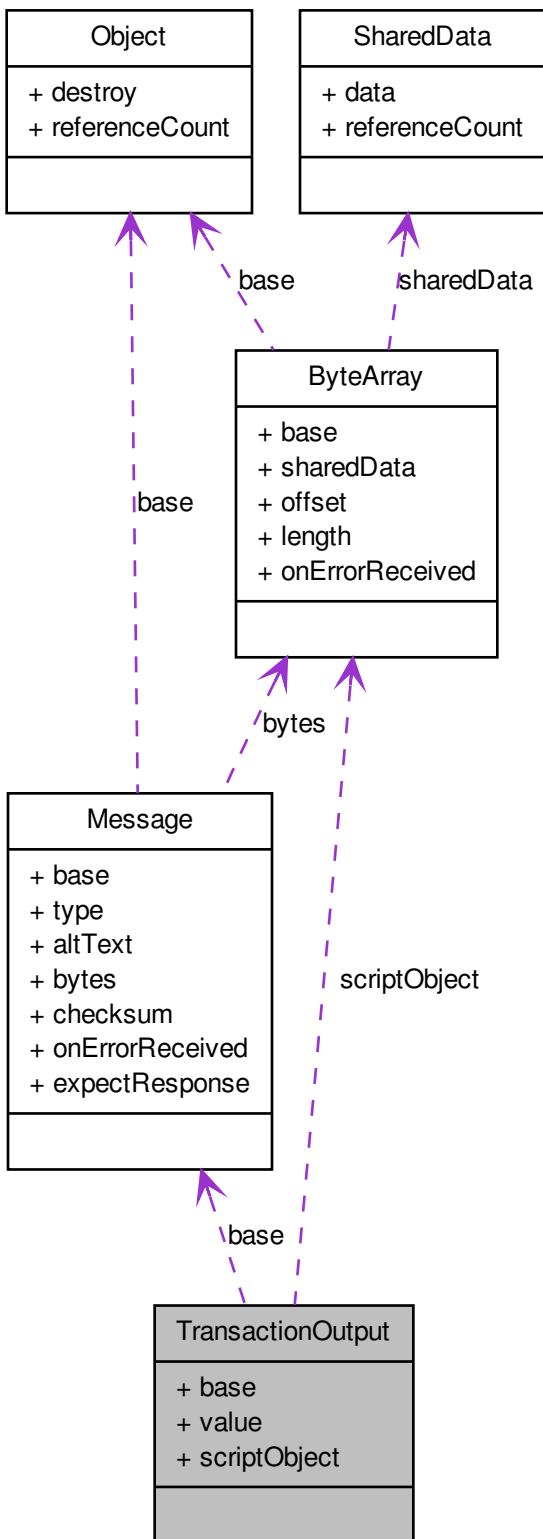 Object
+ destroy
+ referenceCount
SharedData
+ data
+ referenceCount
base
sharedData
ByteArray
+ base
+ sharedData
+ offset
+ length
+ onErrorReceived
base
bytes
Message
+ base
+ type
+ altText
+ bytes
+ checksum
+ onErrorReceived
+ expectResponse
scriptObject
base
TransactionOutput
+ base
+ value
+ scriptObject